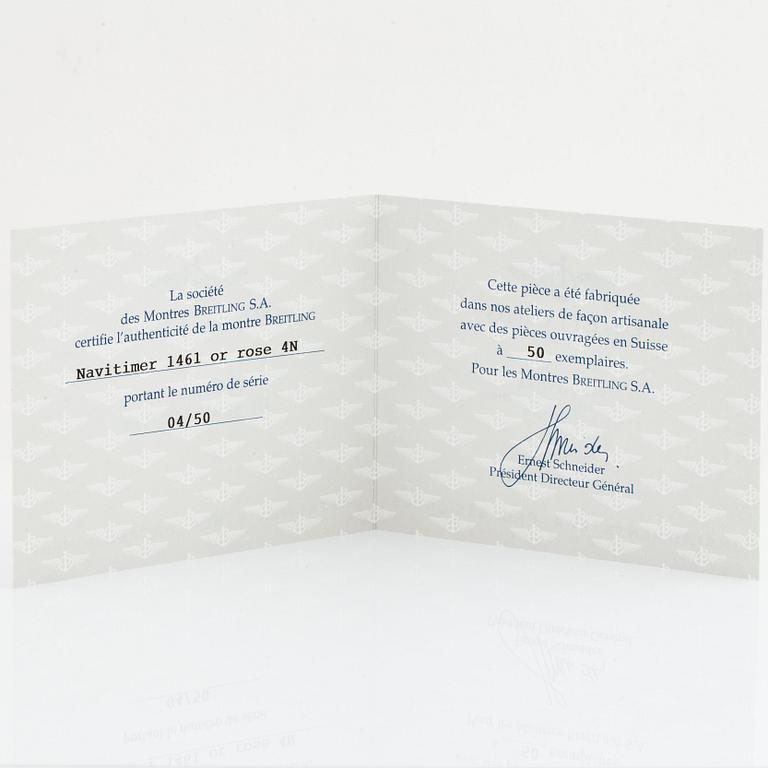 La société
des Montres BREITLING S.A.
certifie l'authenticité de la montre BREITLING
Navitimer 1461 or rose 4N
portant le numéro de série
04/50
Cette pièce a été fabriquée
dans nos ateliers de façon artisanale
avec des pièces ouvragées en Suisse
à 50 exemplaires.
Pour les Montres BREITLING S.A.
Ernest Schneider
Président Directeur Général